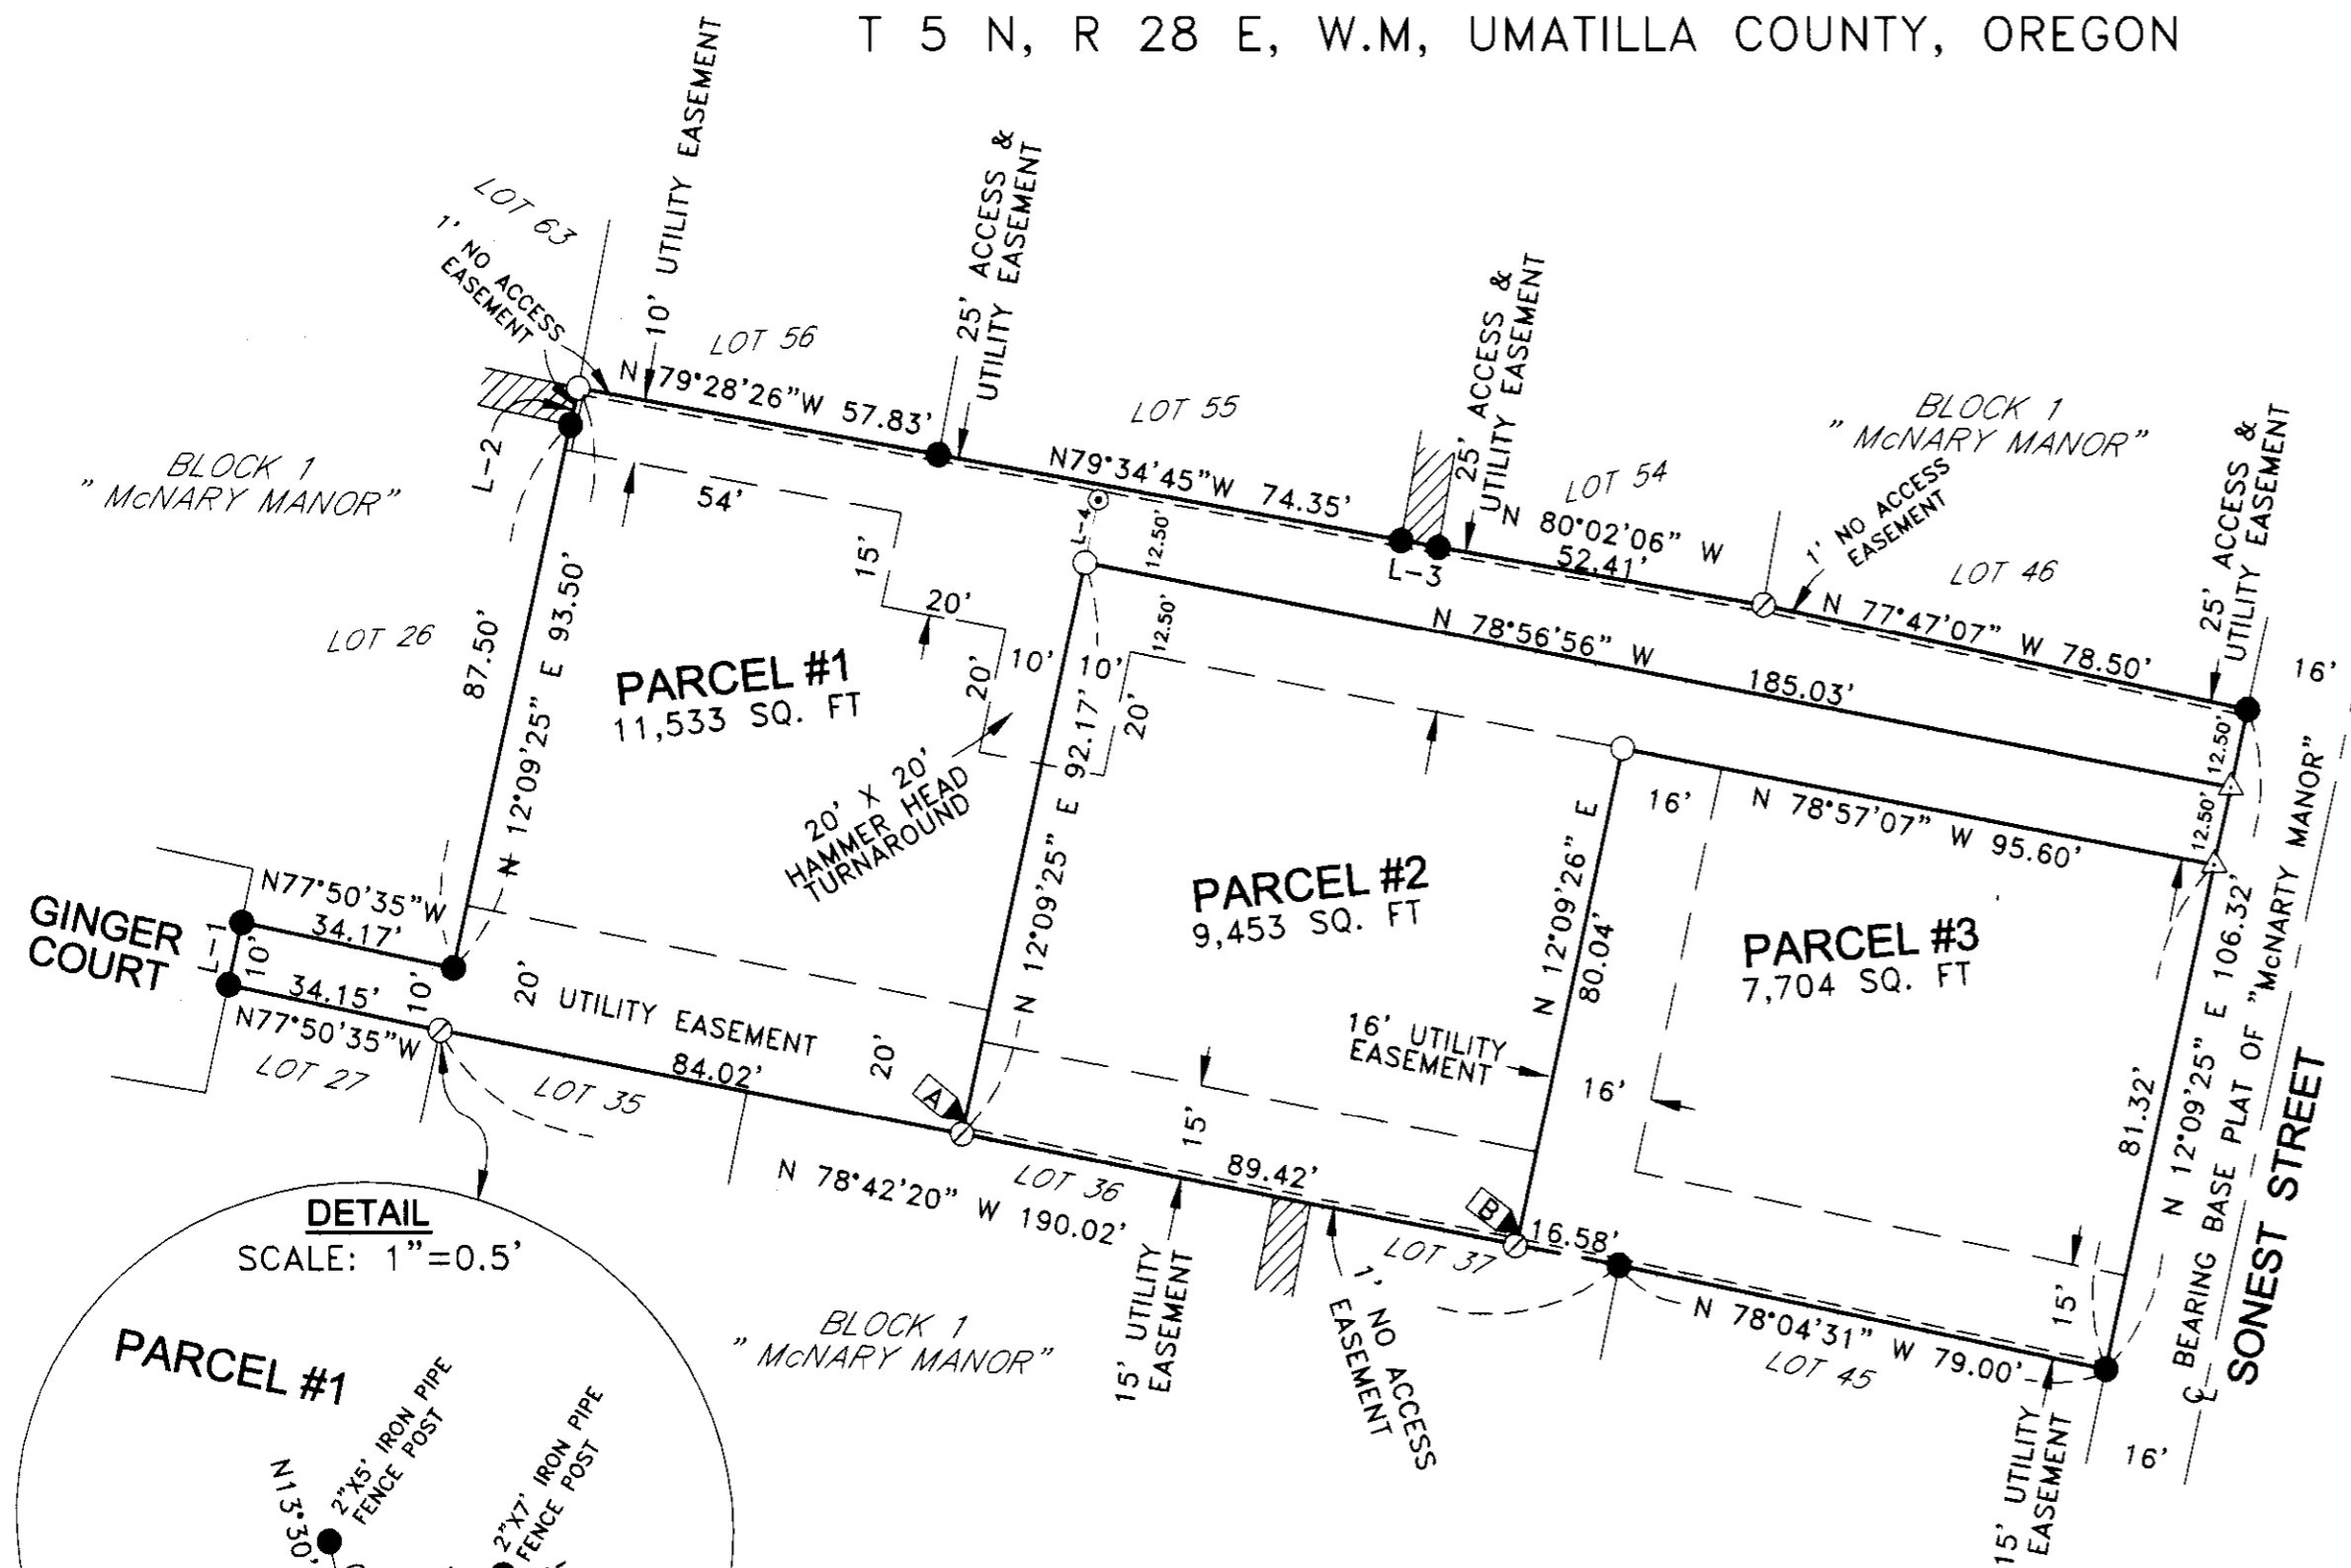 T 5 N, R 28 E, W.M, UMATILLA COUNTY, OREGON
10' UTILITY EASEMENT
25' ACCESS &
UTILITY EASEMENT
25' ACCESS &
UTILITY EASEMENT
25' ACCESS &
UTILITY EASEMENT
LOT 63
1' NO ACCESS
EASEMENT
LOT 56
N 79°28'26"W 57.83'
LOT 55
N79°34'45"W 74.35'
LOT 54
N 80°02'06" W
52.41'
BLOCK 1
" McNARY MANOR"
1' NO ACCESS
EASEMENT
LOT 46
N 77°47'07" W 78.50'
16'
BLOCK 1
" McNARY MANOR"
L-2
54'
15'
20'
20'
10'
10'
20'
L-4
12.50'
12.50'
L-3
N 78°56'56" W
185.03'
12.50'
12.50'
LOT 26
87.50'
N 12°09'25" E 93.50'
PARCEL #1
11,533 SQ. FT
20' X 20'
HAMMER HEAD
TURNAROUND
N 12°09'25" E 92.17'
PARCEL #2
9,453 SQ. FT
N 12°09'26" E
80.04'
16'
N 78°57'07" W 95.60'
PARCEL #3
7,704 SQ. FT
16' UTILITY
EASEMENT
16'
81.32'
N 12°09'25" E 106.32'
BEARING BASE PLAT OF "McNARY MANOR"
SONEST STREET
GINGER
COURT
L-1
10'
N77°50'35"W
34.17'
34.15'
N77°50'35"W
10'
LOT 27
20' UTILITY EASEMENT
20'
84.02'
LOT 35
A
N 78°42'20" W 190.02'
LOT 36
15'
89.42'
B
16.58'
LOT 37
15' UTILITY
EASEMENT
1' NO ACCESS
EASEMENT
N 78°04'31" W 79.00'
LOT 45
15'
15' UTILITY
EASEMENT
16'
BLOCK 1
" McNARY MANOR"
DETAIL
SCALE: 1"=0.5'
PARCEL #1
N13°30'
2"X5' IRON PIPE
FENCE POST
2"X7' IRON PIPE
FENCE POST